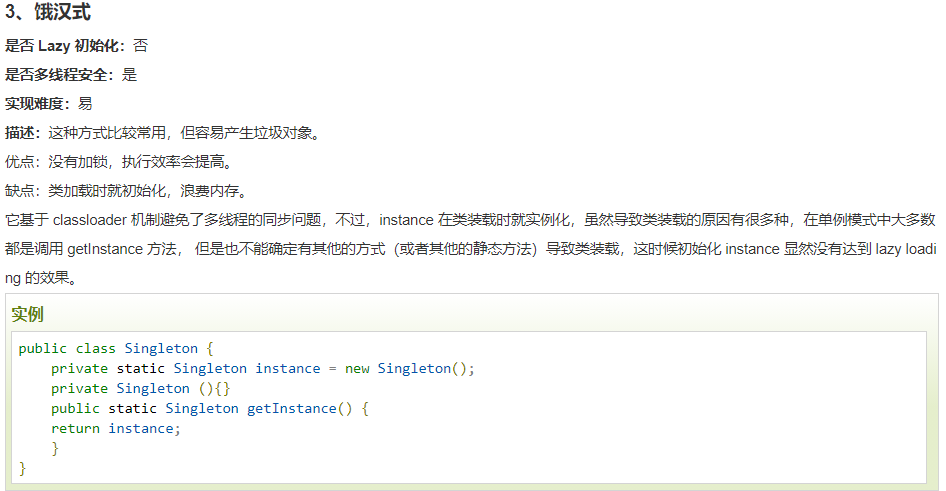 3、饿汉式
是否 Lazy 初始化：否
是否多线程安全：是
实现难度：易
描述：这种方式比较常用，但容易产生垃圾对象。
优点：没有加锁，执行效率会提高。
缺点：类加载时就初始化，浪费内存。
它基于 classloader 机制避免了多线程的同步问题，不过，instance 在类装载时就实例化，虽然导致类装载的原因有很多种，在单例模式中大多数
都是调用 getInstance 方法， 但是也不能确定有其他的方式（或者其他的静态方法）导致类装载，这时候初始化 instance 显然没有达到 lazy loadi
ng 的效果。
实例
public class Singleton {
    private static Singleton instance = new Singleton();
    private Singleton (){}
    public static Singleton getInstance() {
    return instance;
    }
}